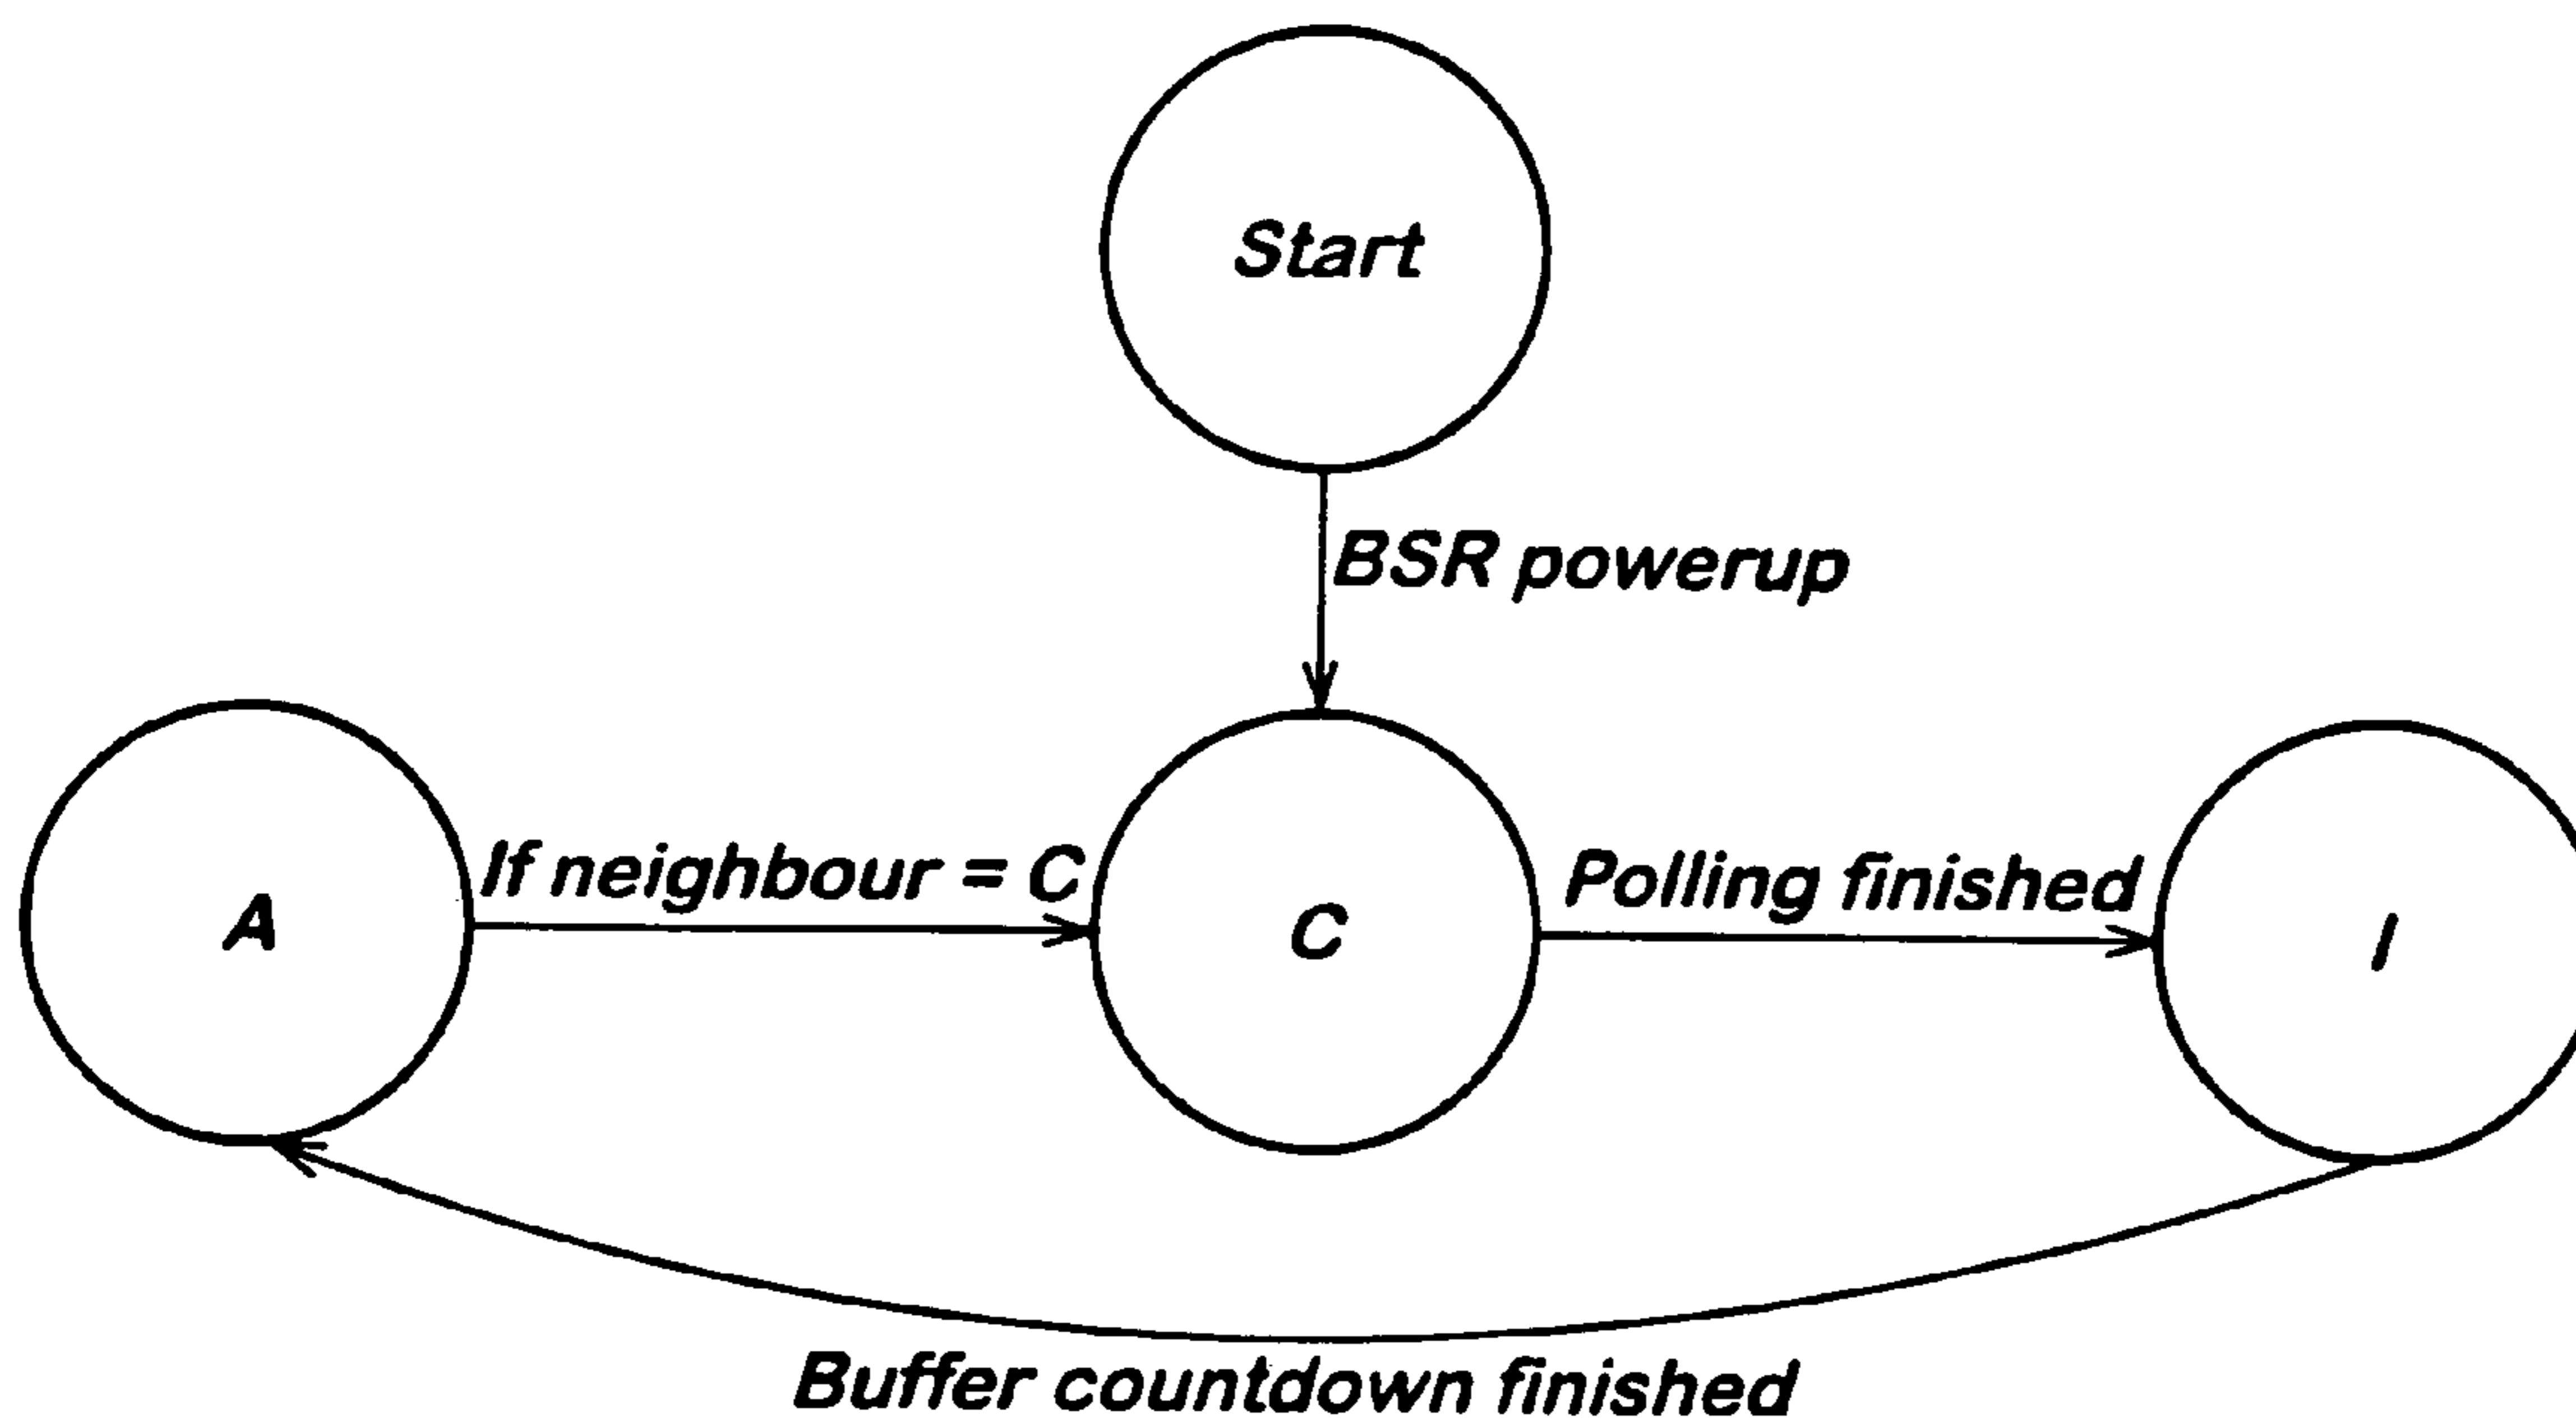 Start
BSR powerup
If neighbour = C
Polling finished
A
C
I
Buffer countdown finished